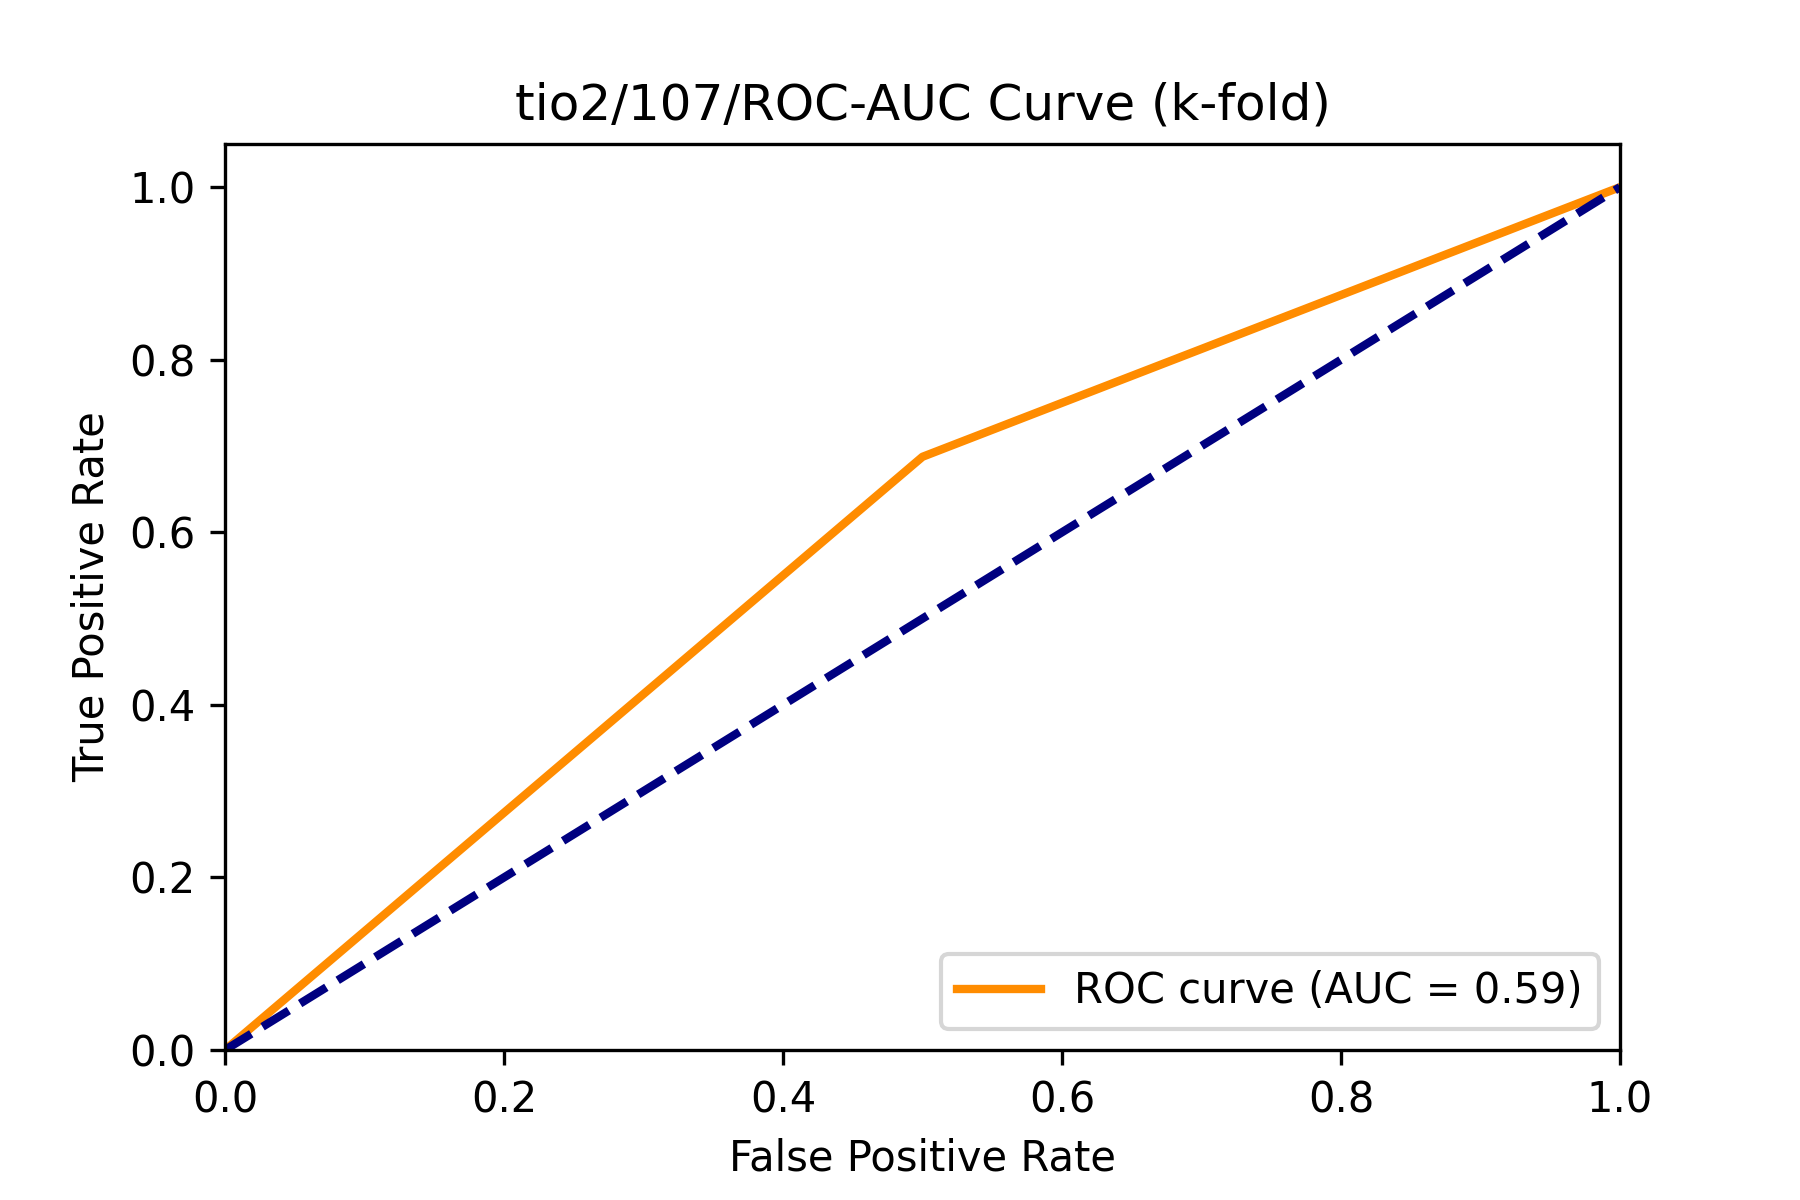 tio2/107/ROC-AUC Curve (k-fold)
True Positive Rate
1.0
0.8
0.6
0.4
0.2
0.0
ROC curve (AUC = 0.59)
0.0 0.2 0.4 0.6 0.8 1.0
False Positive Rate